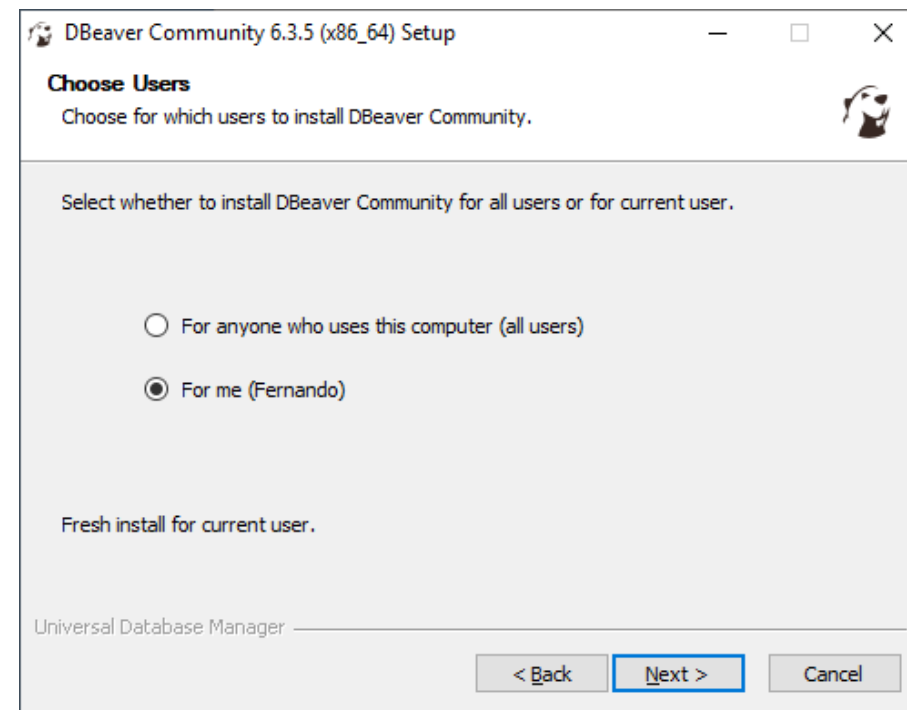 DBeaver Community 6.3.5 (x86_64) Setup
Choose Users
Choose for which users to install DBeaver Community.
Select whether to install DBeaver Community for all users or for current user.
For anyone who uses this computer (all users)
For me (Fernando)
Fresh install for current user.
Universal Database Manager
< Back Next > Cancel